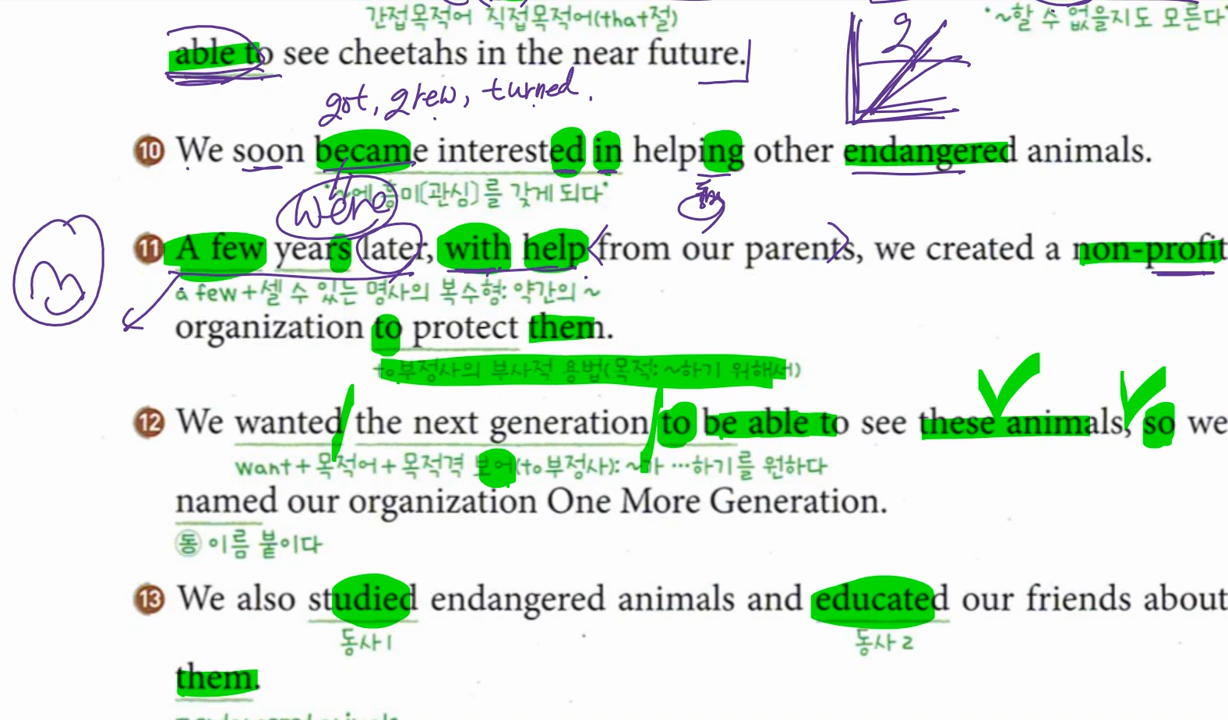 간접목적어 직접목적어(that절) "~할 수 없을지도 모른다"
able to see cheetahs in the near future.
got, grew, turned.
⑩ We soon became interested in helping other endangered animals.
흥미[관심]를 갖게 되다"
were
⑪ A few years later, with help from our parents, we created a non-profit
a few+셀 수 있는 명사의 복수형: 약간의 ~
organization to protect them.
to부정사의 부사적 용법(목적: ~하기 위해서)
⑫ We wanted the next generation to be able to see these animals, so we
want+목적어+목적격 보어(to부정사): ~가 …하기를 원하다
named our organization One More Generation.
동 이름 붙이다
⑬ We also studied endangered animals and educated our friends about
동사1 동사2
them.